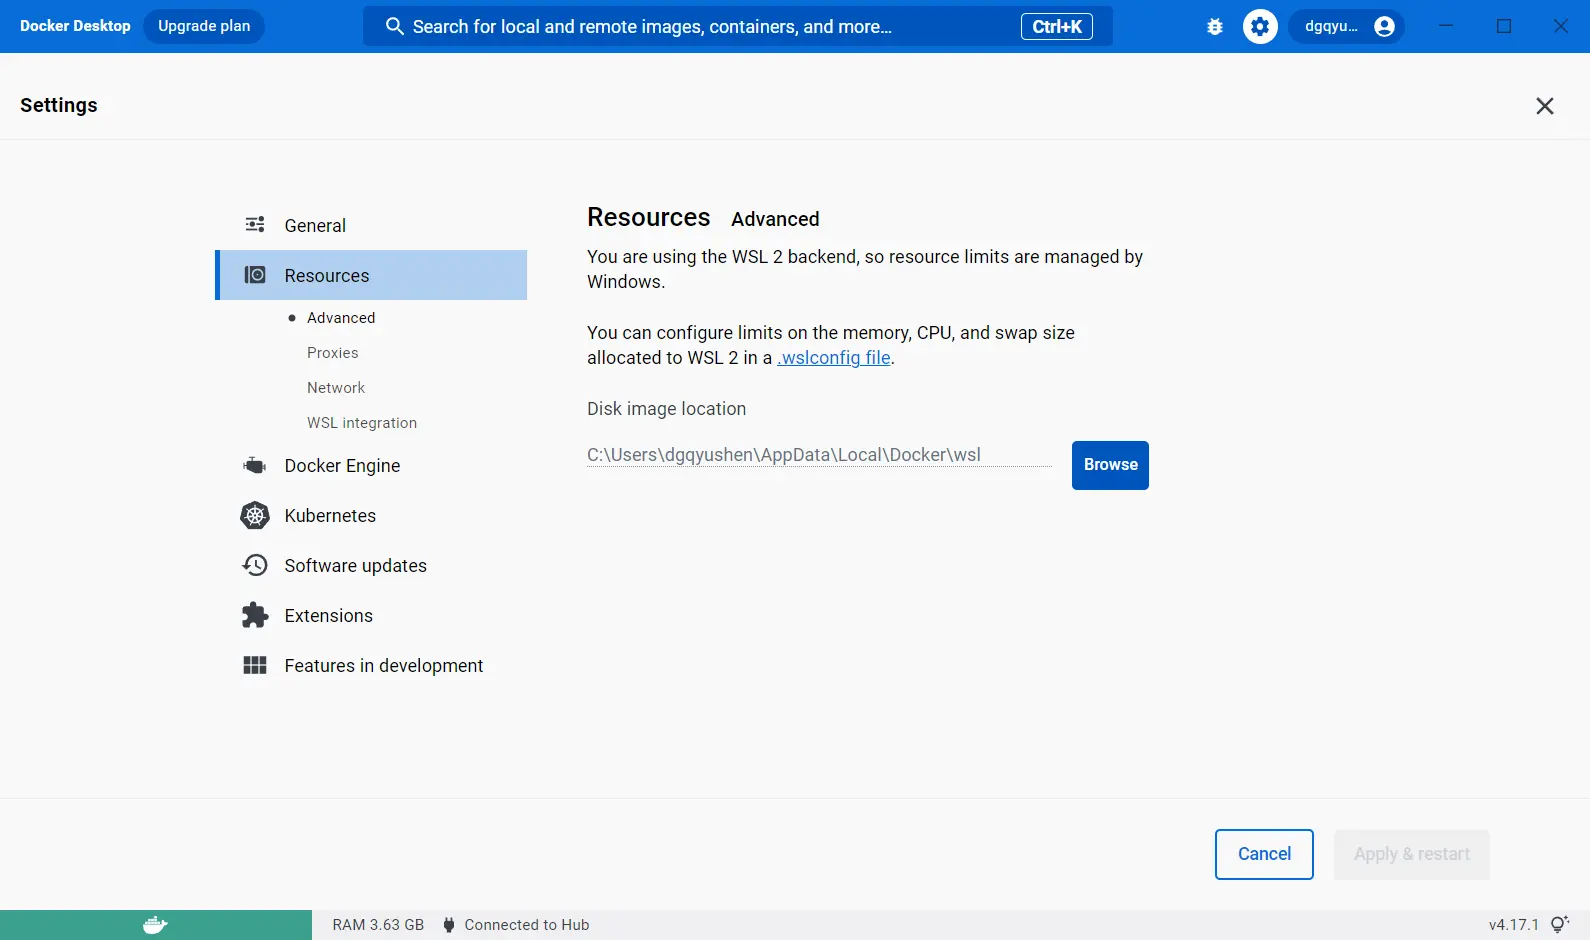 Docker Desktop
Upgrade plan
Search for local and remote images, containers, and more...
Ctrl+K
dgqyu...
Settings
General
Resources
Advanced
Proxies
Network
WSL integration
Docker Engine
Kubernetes
Software updates
Extensions
Features in development
Resources Advanced
You are using the WSL 2 backend, so resource limits are managed by
Windows.
You can configure limits on the memory, CPU, and swap size
allocated to WSL 2 in a .wslconfig file.
Disk image location
C:\Users\dgqyushen\AppData\Local\Docker\wsl
Browse
Cancel
Apply & restart
RAM 3.63 GB
Connected to Hub
v4.17.1